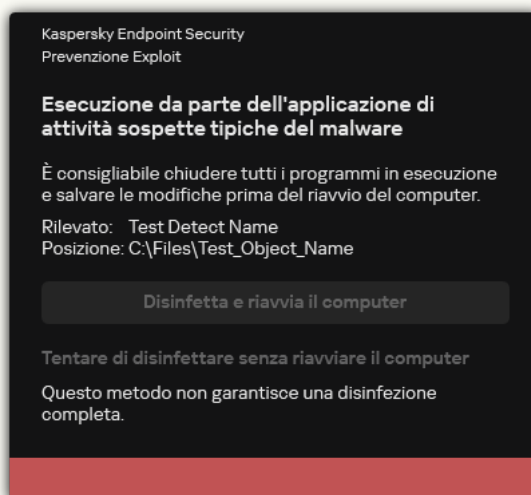 Kaspersky Endpoint Security
Prevenzione Exploit
Esecuzione da parte dell'applicazione di
attività sospette tipiche del malware
È consigliabile chiudere tutti i programmi in esecuzione
e salvare le modifiche prima del riavvio del computer.
Rilevato: Test Detect Name
Posizione: C:\Files\Test_Object_Name
Disinfetta e riavvia il computer
Tentare di disinfettare senza riavviare il computer
Questo metodo non garantisce una disinfezione
completa.